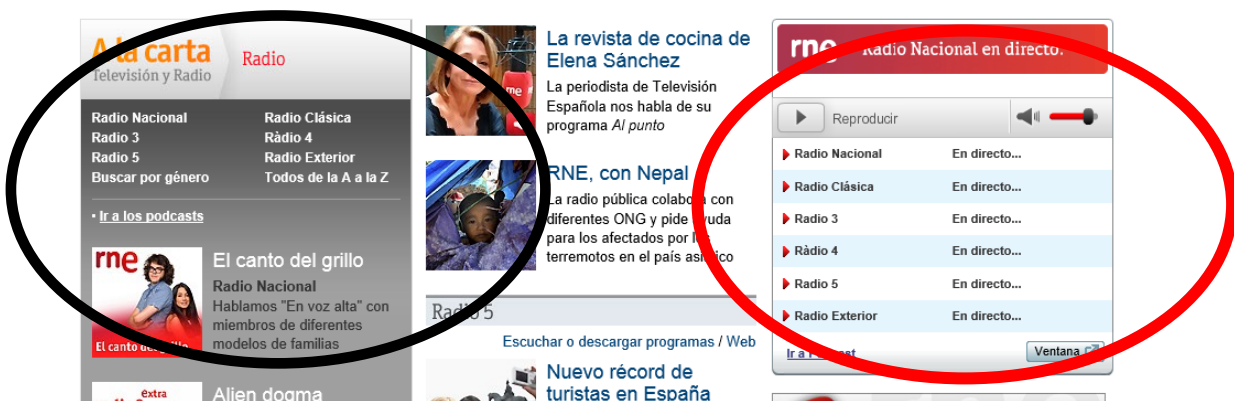 A la carta
Televisión y Radio
Radio
Radio Nacional
Radio Clásica
Radio 3
Ràdio 4
Radio 5
Radio Exterior
Buscar por género
Todos de la A a la Z
Ir a los podcasts
rne
El canto del grillo
El canto del grillo
Radio Nacional
Hablamos "En voz alta" con
miembros de diferentes
modelos de familias
extra
Alien dogma
me
La revista de cocina de
Elena Sánchez
La periodista de Televisión
Española nos habla de su
programa Al punto
RNE, con Nepal
La radio pública colabora con
diferentes ONG y pide ayuda
para los afectados por los
terremotos en el país asiático
Radio 5
Escuchar o descargar programas / Web
Nuevo récord de
turistas en España
rne Radio Nacional en directo.
Reproducir
Radio Nacional En directo...
Radio Clásica En directo...
Radio 3 En directo...
Ràdio 4 En directo...
Radio 5 En directo...
Radio Exterior En directo...
Ir a Podcast
Ventana